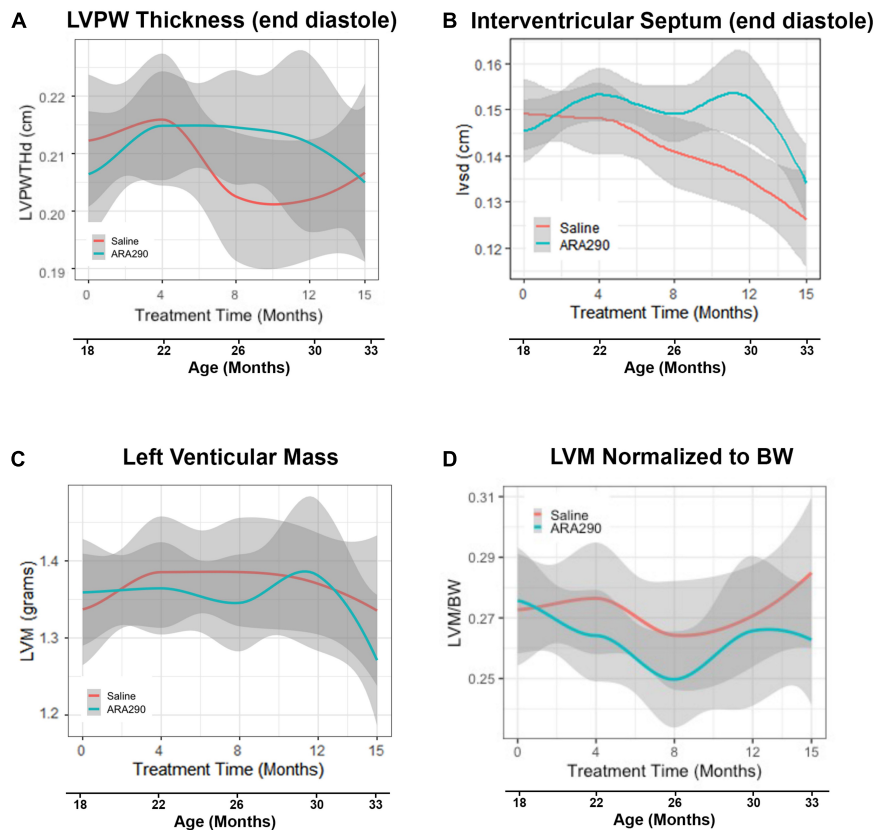 A LVPW Thickness (end diastole)
LVPWTHd (cm)
0.22
0.21
0.20
0.19
Saline
ARA290
0 4 8 12 15
Treatment Time (Months)
18 22 26 30 33
Age (Months)
B Interventricular Septum (end diastole)
Ivsd (cm)
0.16
0.15
0.14
0.13
0.12
Saline
ARA290
0 4 8 12 15
Treatment Time (Months)
18 22 26 30 33
Age (Months)
C Left Venticular Mass
LVM (grams)
1.4
1.3
1.2
Saline
ARA290
0 4 8 12 15
Treatment Time (Months)
18 22 26 30 33
Age (Months)
D LVM Normalized to BW
LVM/BW
0.31
0.29
0.27
0.25
Saline
ARA290
0 4 8 12 15
Treatment Time (Months)
18 22 26 30 33
Age (Months)